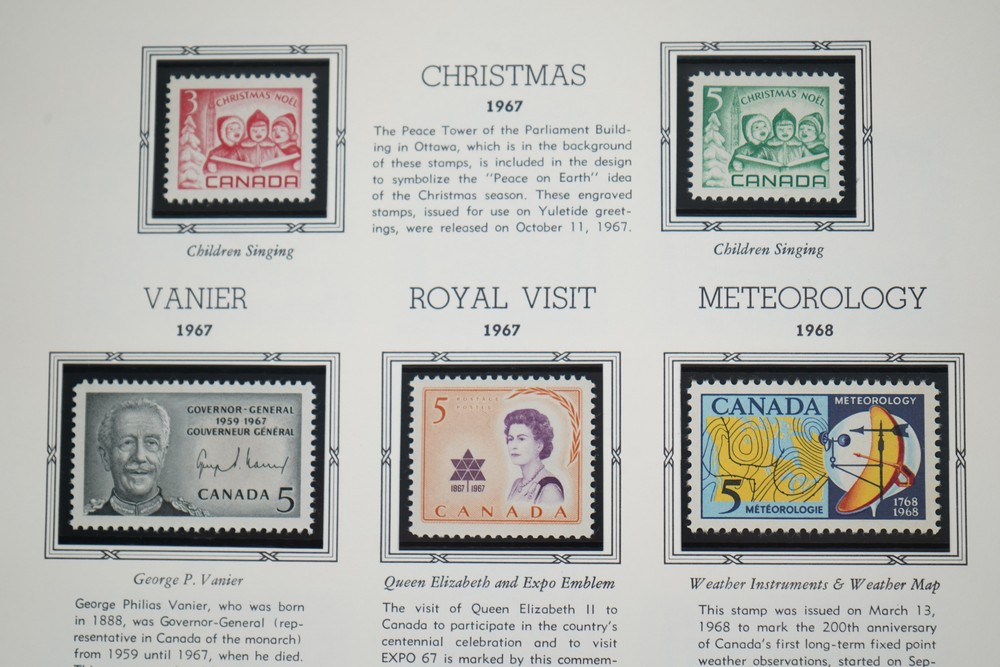 3
CHRISTMAS NOËL
CANADA
CHRISTMAS
1967
The Peace Tower of the Parliament Build-
ing in Ottawa, which is in the background
of these stamps, is included in the design
to symbolize the "Peace on Earth" idea
of the Christmas season. These engraved
stamps, issued for use on Yuletide greet-
ings, were released on October 11, 1967.
5
CHRISTMAS NOËL
CANADA
Children Singing
Children Singing
VANIER
1967
GOVERNOR-GENERAL
1959 1967
GOUVERNEUR GÉNÉRAL
CANADA 5
George P. Vanier
George Philias Vanier, who was born
in 1888, was Governor-General (rep-
resentative in Canada of the monarch)
from 1959 until 1967, when he died.
ROYAL VISIT
1967
5 POSTAGE
POSTES
1867 1967
CANADA
Queen Elizabeth and Expo Emblem
The visit of Queen Elizabeth II to
Canada to participate in the country's
centennial celebration and to visit
EXPO 67 is marked by this commem-
METEOROLOGY
1968
CANADA
METEOROLOGY
5
MÉTÉOROLOGIE
1768
1968
Weather Instruments & Weather Map
This stamp was issued on March 13,
1968 to mark the 200th anniversary
of Canada's first long-term fixed point
weather observations, started on Sep-